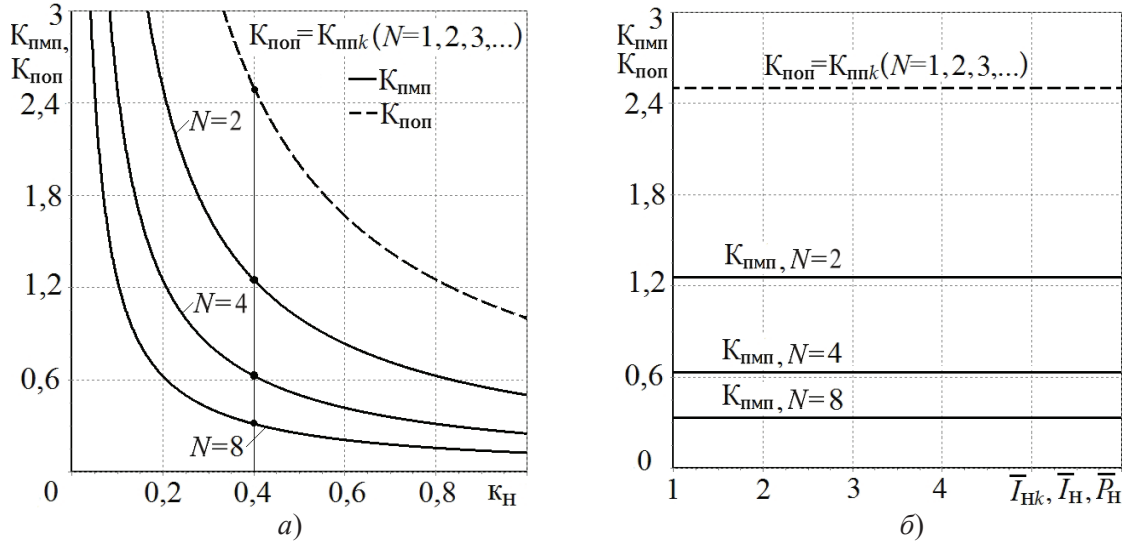 3
Кпмп,
Кпоп
2,4
1,8
1,2
0,6
0
0,2
0,4
0,6
0,8
κн
Кпоп=Кппk(N=1,2,3,...)
Кпмп
Кпоп
N=2
N=4
N=8
а)
3
Кпмп
Кпоп
2,4
1,8
1,2
0,6
0
1
2
3
4
I̅нk, I̅н, P̅н
Кпоп=Кппk(N=1,2,3,...)
Кпмп, N=2
Кпмп, N=4
Кпмп, N=8
б)